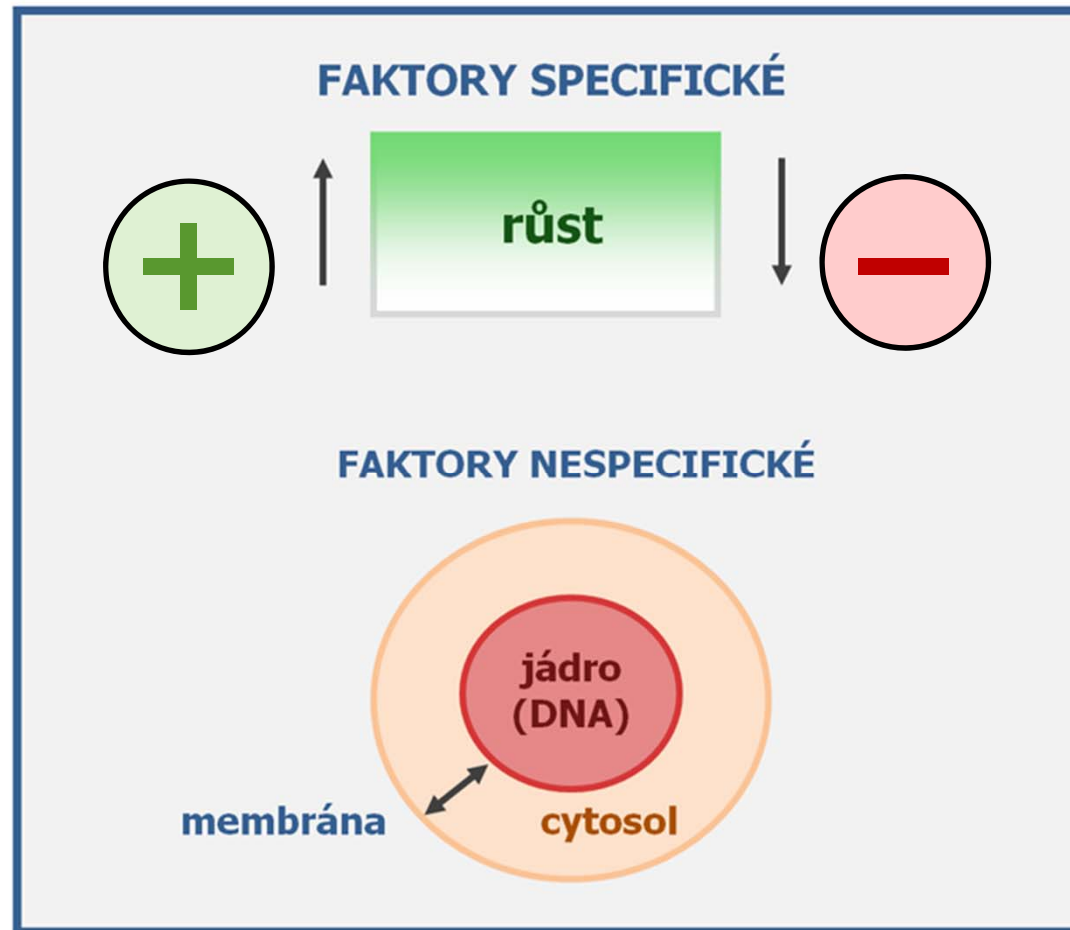 FAKTORY SPECIFICKÉ
růst
FAKTORY NESPECIFICKÉ
jádro
(DNA)
membrána
cytosol